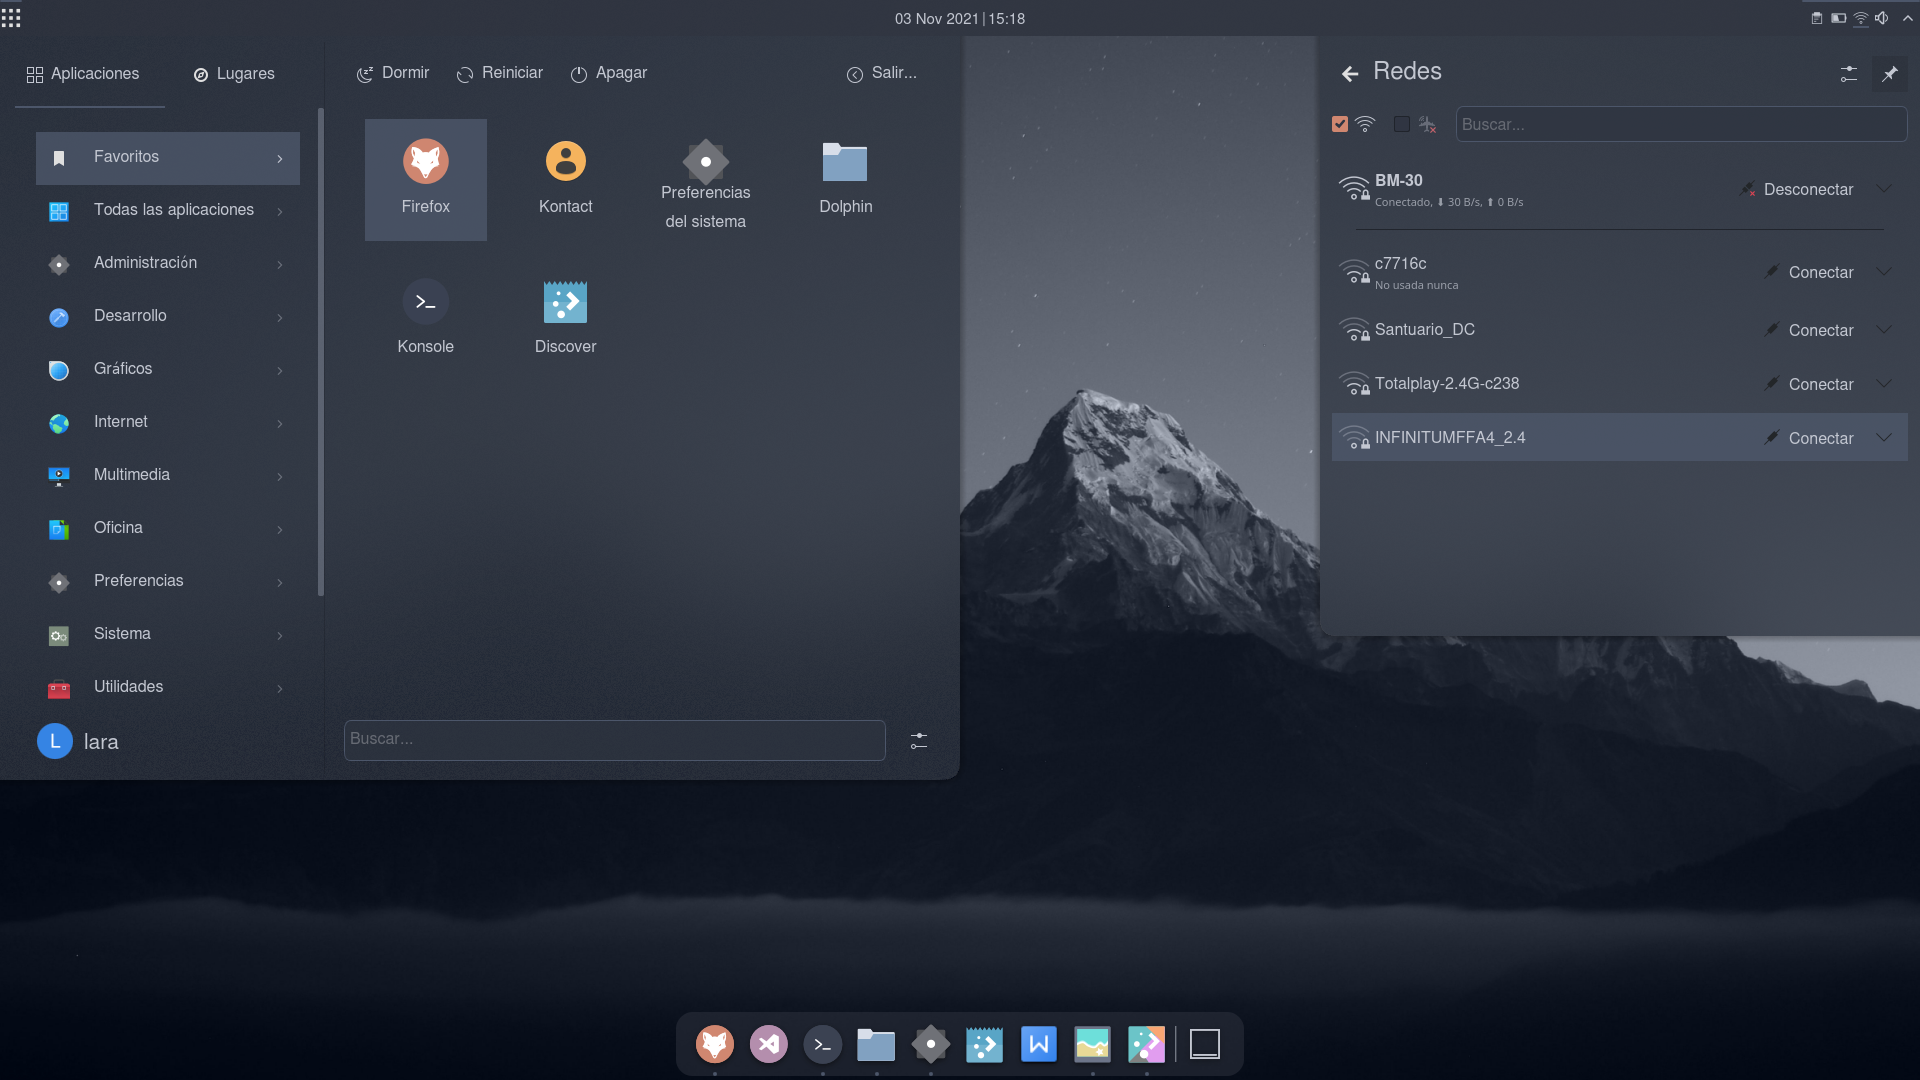 03 Nov 2021|15:18
Aplicaciones
Lugares
Dormir
Reiniciar
Apagar
Salir...
Favoritos
Todas las aplicaciones
Administración
Desarrollo
Gráficos
Internet
Multimedia
Oficina
Preferencias
Sistema
Utilidades
L
lara
Firefox
Kontact
Preferencias
del sistema
Dolphin
Konsole
Discover
Buscar...
Redes
Buscar...
BM-30
Conectado, ⬇ 30 B/s, ⬆ 0 B/s
Desconectar
c7716c
No usada nunca
Conectar
Santuario_DC
Conectar
Totalplay-2.4G-c238
Conectar
INFINITUMFFA4_2.4
Conectar